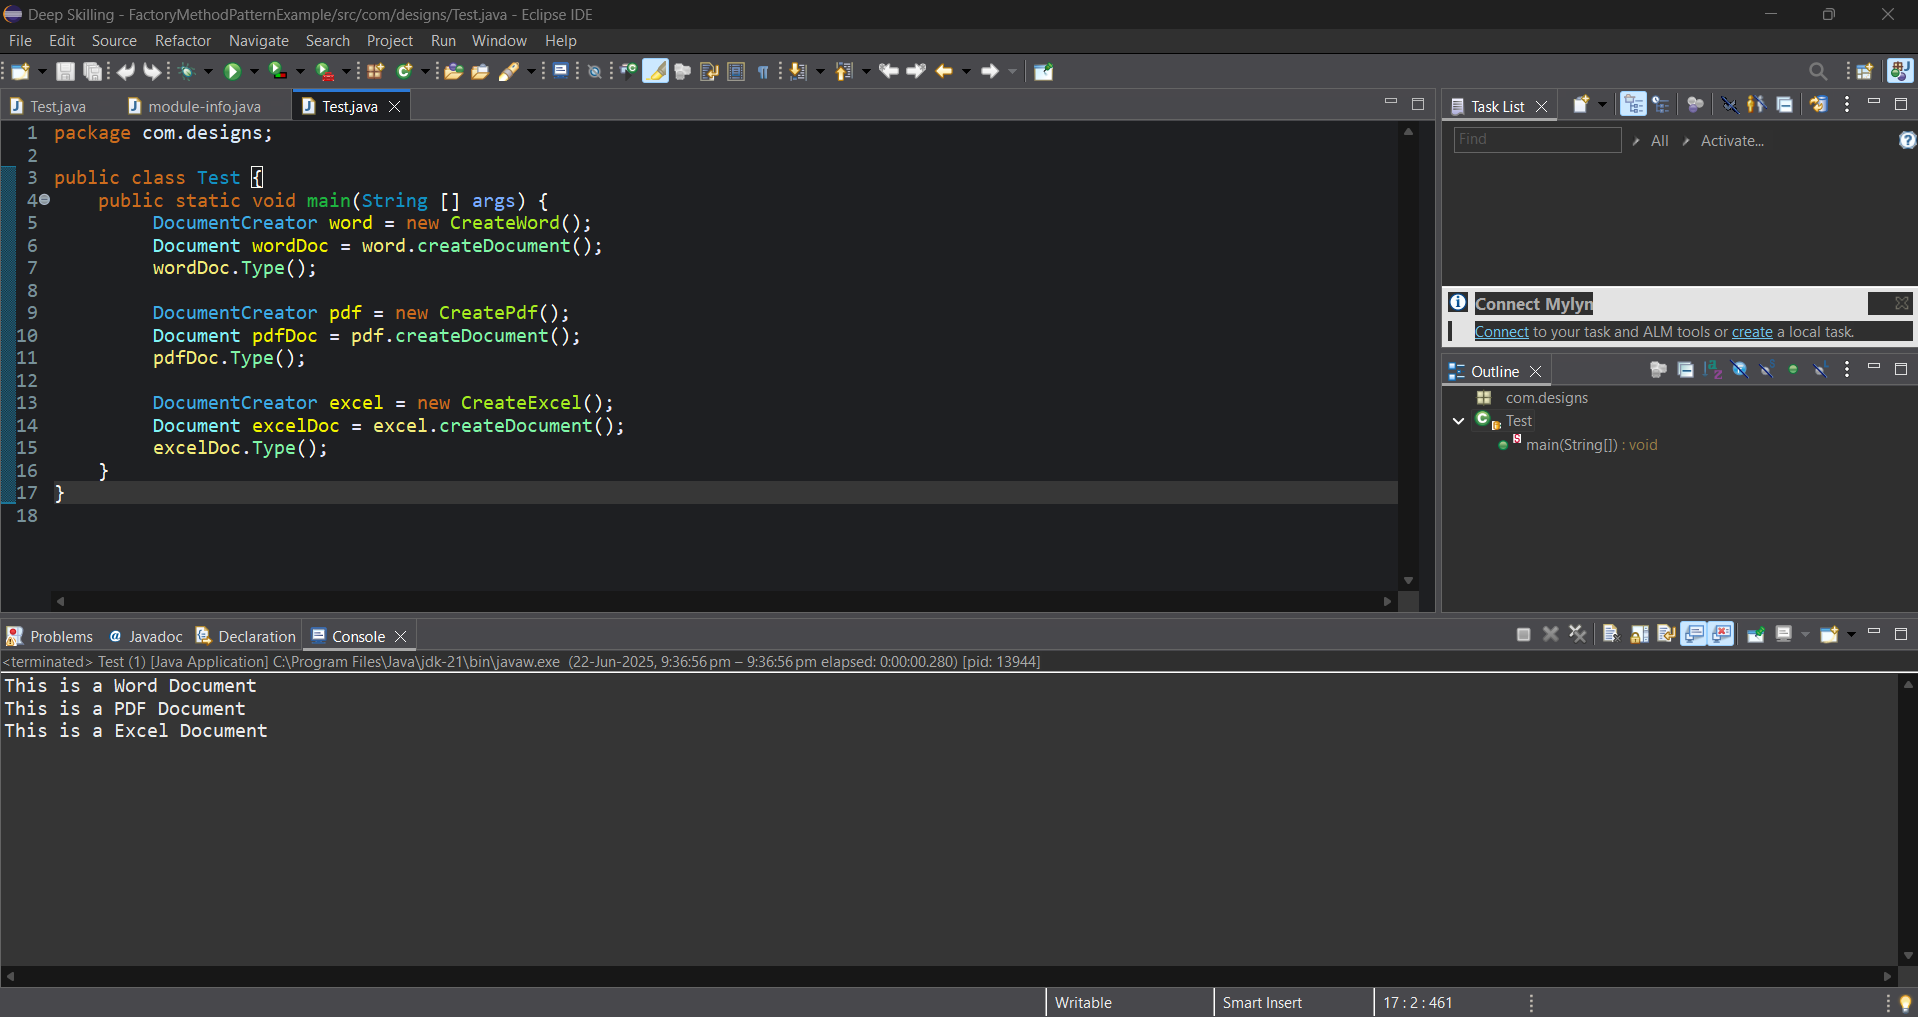 Deep Skilling - FactoryMethodPatternExample/src/com/designs/Test.java - Eclipse IDE
File Edit Source Refactor Navigate Search Project Run Window Help
Test.java module-info.java Test.java
1 package com.designs;
2
3 public class Test {
4 public static void main(String [] args) {
5 DocumentCreator word = new CreateWord();
6 Document wordDoc = word.createDocument();
7 wordDoc.Type();
8
9 DocumentCreator pdf = new CreatePdf();
10 Document pdfDoc = pdf.createDocument();
11 pdfDoc.Type();
12
13 DocumentCreator excel = new CreateExcel();
14 Document excelDoc = excel.createDocument();
15 excelDoc.Type();
16 }
17 }
18
Task List
Find All Activate...
Connect Mylyn
Connect to your task and ALM tools or create a local task.
Outline
com.designs
Test
main(String[]) : void
Problems Javadoc Declaration Console
<terminated> Test (1) [Java Application] C:\Program Files\Java\jdk-21\bin\javaw.exe (22-Jun-2025, 9:36:56 pm – 9:36:56 pm elapsed: 0:00:00.280) [pid: 13944]
This is a Word Document
This is a PDF Document
This is a Excel Document
Writable Smart Insert 17 : 2 : 461